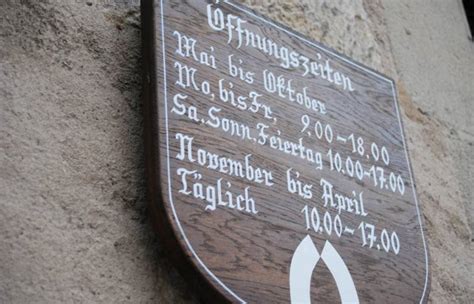 Öffnungszeiten
Mai bis Oktober
Mo. bis Fr. 9.00-18.00
Sa., Sonn, Feiertag 10.00-17.00
November bis April
Täglich 10.00-17.00